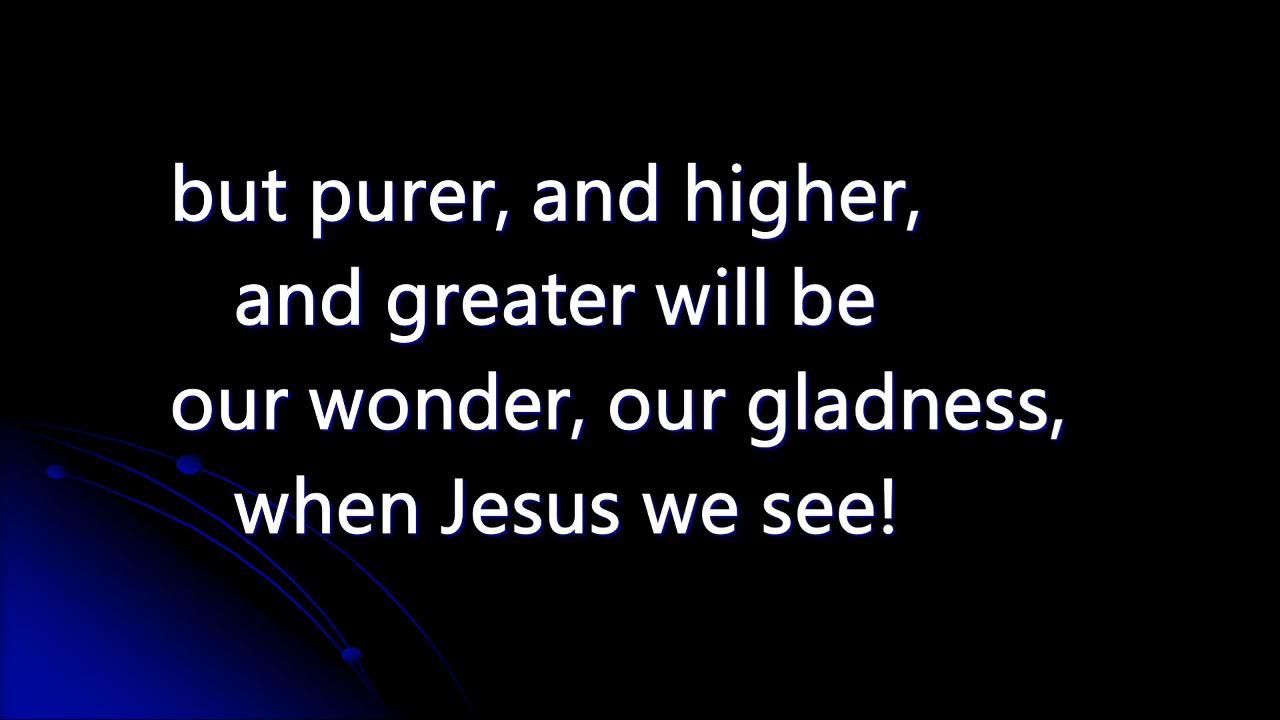 but purer, and higher,
and greater will be
our wonder, our gladness,
when Jesus we see!